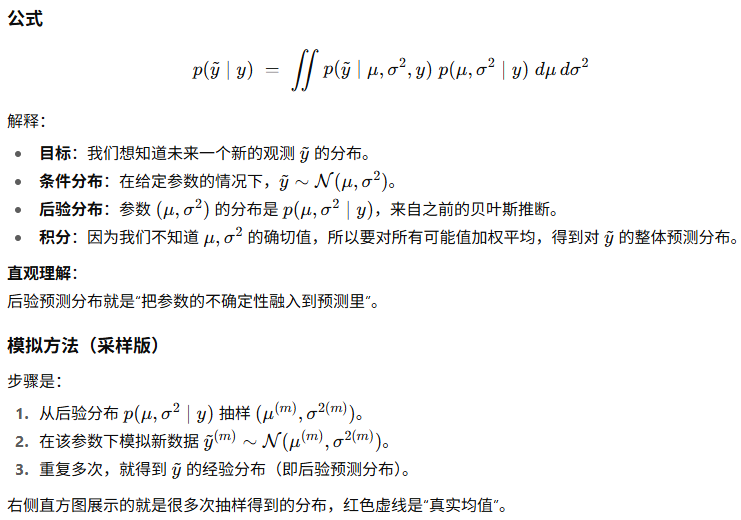 公式
p(ỹ | y) = ∬ p(ỹ | μ, σ², y) p(μ, σ² | y) dμ dσ²
解释：
• 目标：我们想知道未来一个新的观测 ỹ 的分布。
• 条件分布：在给定参数的情况下，ỹ ∼ 𝒩(μ, σ²)。
• 后验分布：参数 (μ, σ²) 的分布是 p(μ, σ² | y)，来自之前的贝叶斯推断。
• 积分：因为我们不知道 μ, σ² 的确切值，所以要对所有可能值加权平均，得到对 ỹ 的整体预测分布。
直观理解：
后验预测分布就是“把参数的不确定性融入到预测里”。
模拟方法（采样版）
步骤是：
1. 从后验分布 p(μ, σ² | y) 抽样 (μ⁽ᵐ⁾, σ²⁽ᵐ⁾)。
2. 在该参数下模拟新数据 ỹ⁽ᵐ⁾ ∼ 𝒩(μ⁽ᵐ⁾, σ²⁽ᵐ⁾)。
3. 重复多次，就得到 ỹ 的经验分布（即后验预测分布）。
右侧直方图展示的就是很多次抽样得到的分布，红色虚线是“真实均值”。